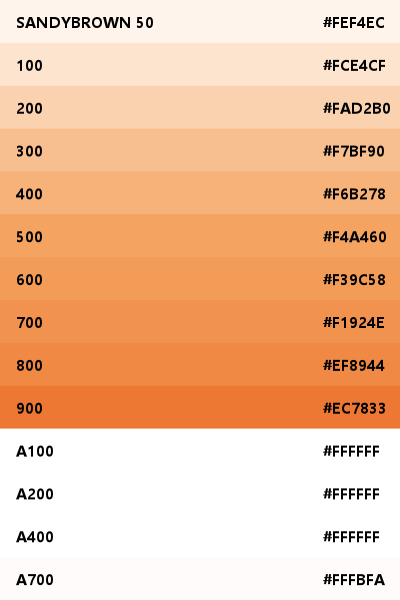 SANDYBROWN 50 #FEF4EC
100 #FCE4CF
200 #FAD2B0
300 #F7BF90
400 #F6B278
500 #F4A460
600 #F39C58
700 #F1924E
800 #EF8944
900 #EC7833
A100 #FFFFFF
A200 #FFFFFF
A400 #FFFFFF
A700 #FFFBFA